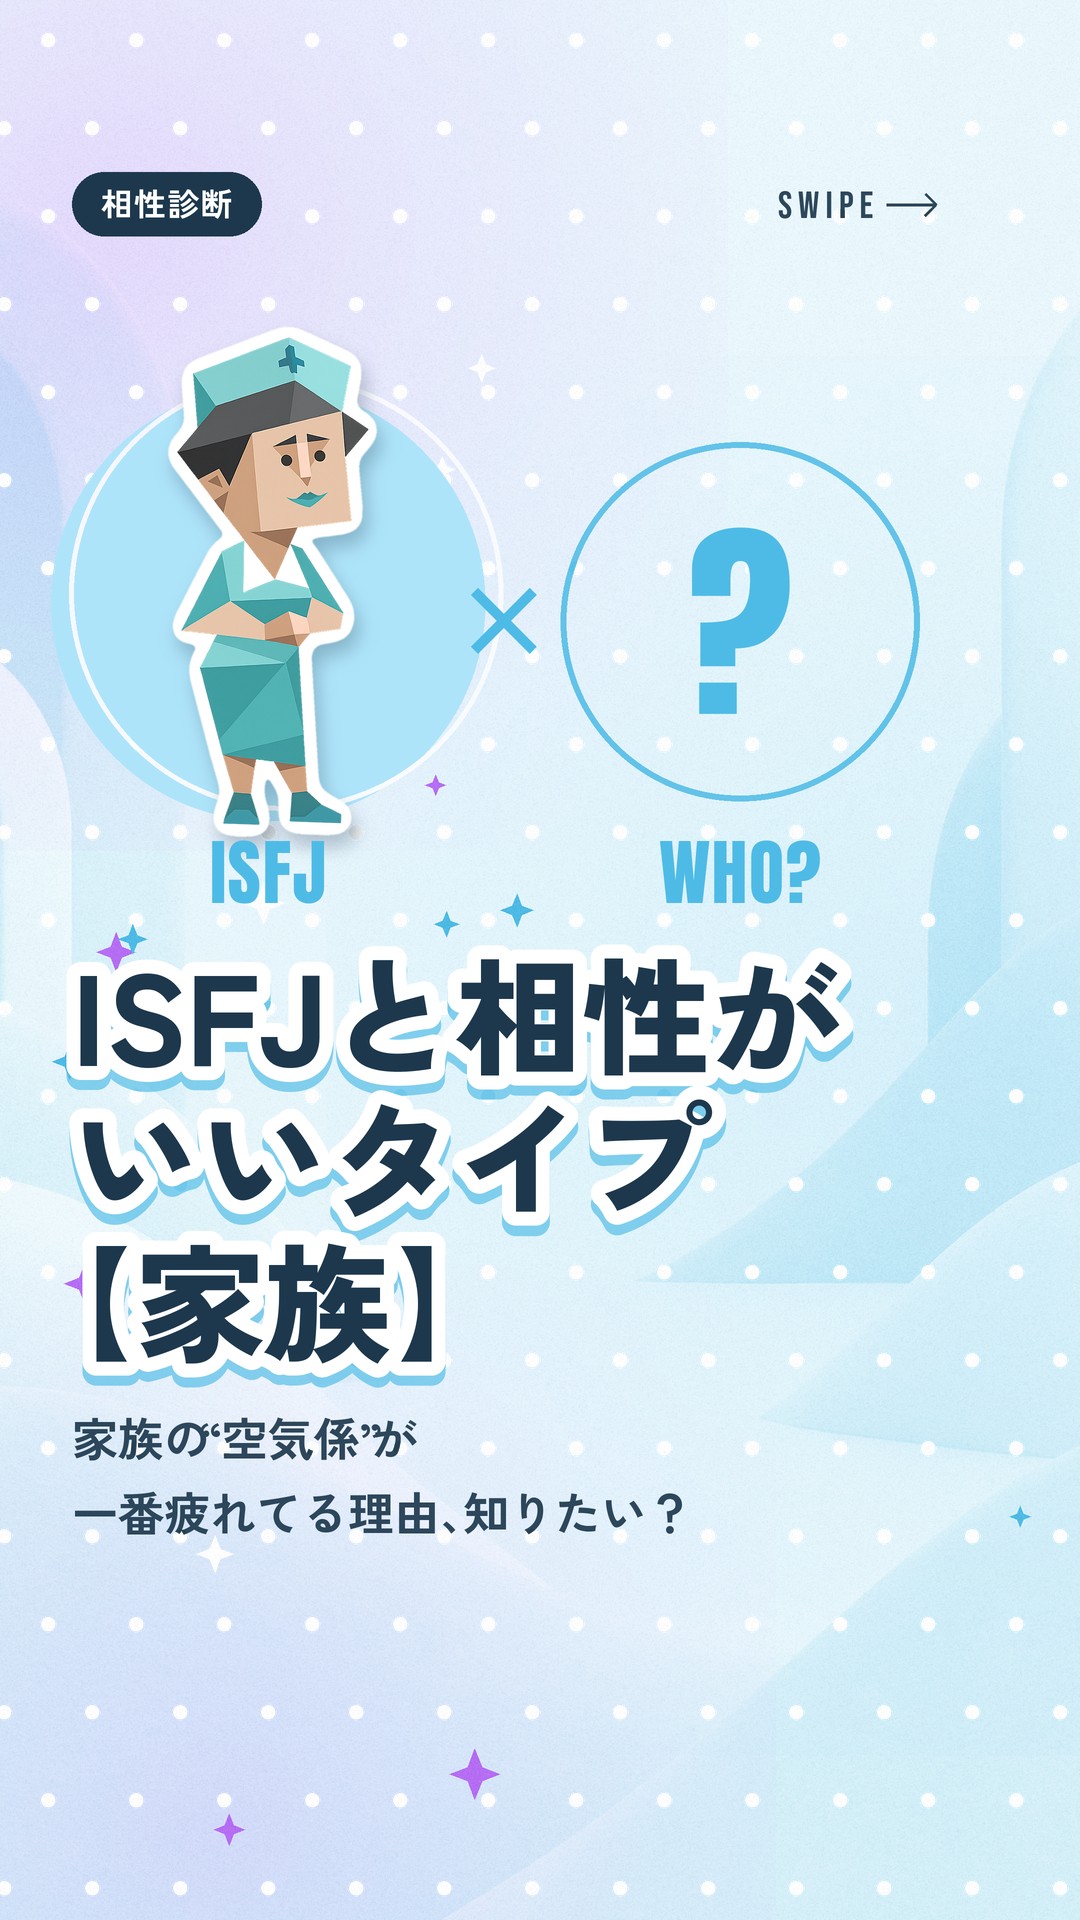 相性診断
SWIPE →
×
?
ISFJ
WHO?
ISFJと相性が
いいタイプ
【家族】
家族の“空気係”が
一番疲れてる理由、知りたい？